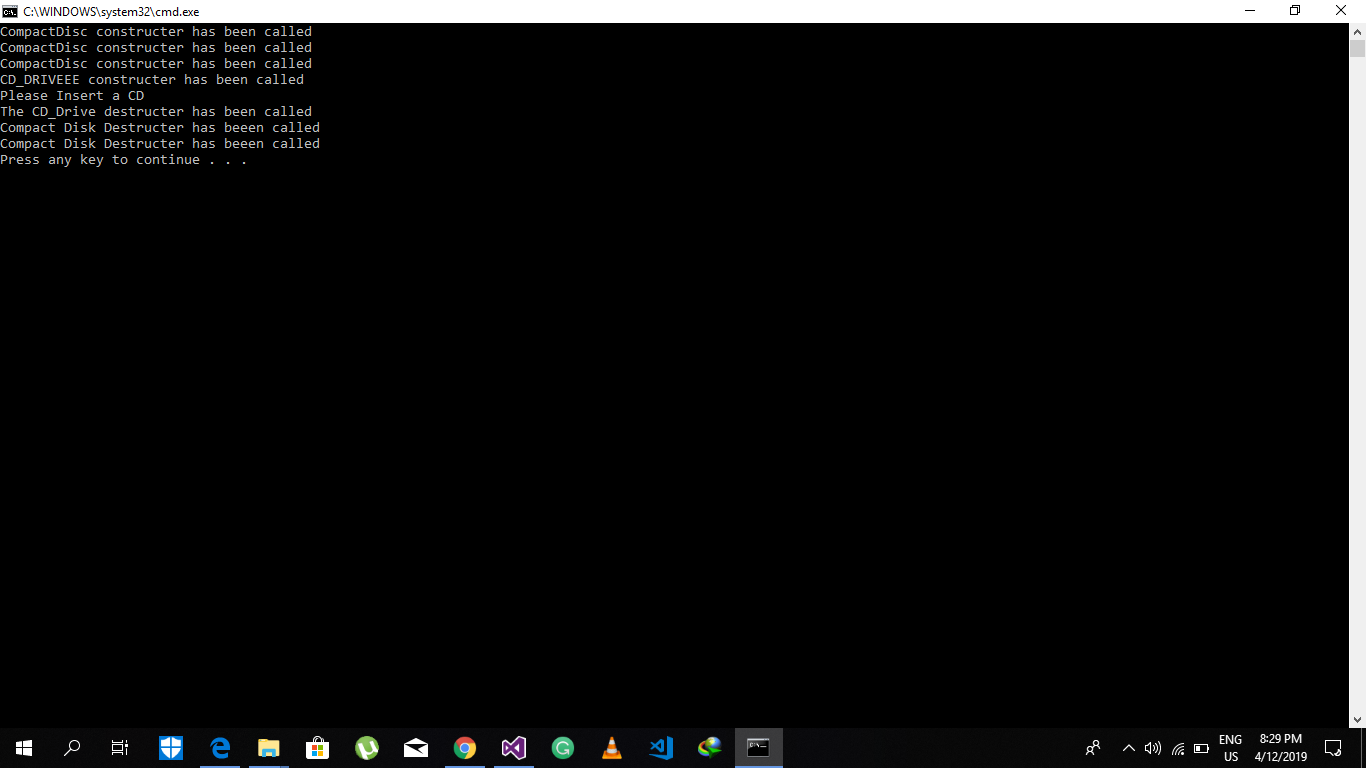 C:\WINDOWS\system32\cmd.exe
CompactDisc constructer has been called
CompactDisc constructer has been called
CompactDisc constructer has been called
CD_DRIVEEE constructer has been called
Please Insert a CD
The CD_Drive destructer has been called
Compact Disk Destructer has beeen called
Compact Disk Destructer has beeen called
Press any key to continue . . .
ENG
US
8:29 PM
4/12/2019